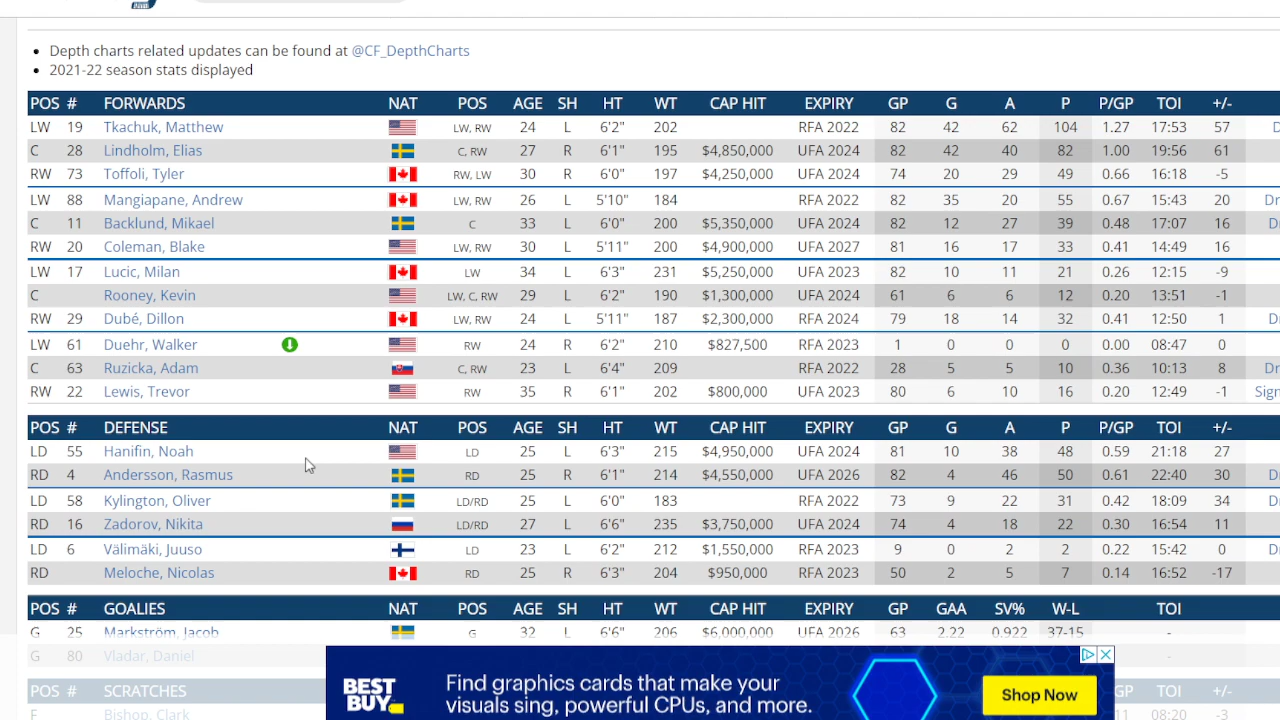 • Depth charts related updates can be found at @CF_DepthCharts
• 2021-22 season stats displayed
POS # FORWARDS NAT POS AGE SH HT WT CAP HIT EXPIRY GP G A P P/GP TOI +/-
LW 19 Tkachuk, Matthew LW, RW 24 L 6'2" 202 RFA 2022 82 42 62 104 1.27 17:53 57 D
C 28 Lindholm, Elias C, RW 27 R 6'1" 195 $4,850,000 UFA 2024 82 42 40 82 1.00 19:56 61
RW 73 Toffoli, Tyler RW, LW 30 R 6'0" 197 $4,250,000 UFA 2024 74 20 29 49 0.66 16:18 -5
LW 88 Mangiapane, Andrew LW, RW 26 L 5'10" 184 RFA 2022 82 35 20 55 0.67 15:43 20 Dr
C 11 Backlund, Mikael C 33 L 6'0" 200 $5,350,000 UFA 2024 82 12 27 39 0.48 17:07 16 D
RW 20 Coleman, Blake LW, RW 30 L 5'11" 200 $4,900,000 UFA 2027 81 16 17 33 0.41 14:49 16
LW 17 Lucic, Milan LW 34 L 6'3" 231 $5,250,000 UFA 2023 82 10 11 21 0.26 12:15 -9
C Rooney, Kevin LW, C, RW 29 L 6'2" 190 $1,300,000 UFA 2024 61 6 6 12 0.20 13:51 -1
RW 29 Dubé, Dillon LW, RW 24 L 5'11" 187 $2,300,000 UFA 2024 79 18 14 32 0.41 12:50 1 D
LW 61 Duehr, Walker RW 24 R 6'2" 210 $827,500 RFA 2023 1 0 0 0 0.00 08:47 0
C 63 Ruzicka, Adam C, RW 23 L 6'4" 209 RFA 2022 28 5 5 10 0.36 10:13 8 Dr
RW 22 Lewis, Trevor RW 35 R 6'1" 202 $800,000 UFA 2023 80 6 10 16 0.20 12:49 -1 Sign
POS # DEFENSE NAT POS AGE SH HT WT CAP HIT EXPIRY GP G A P P/GP TOI +/-
LD 55 Hanifin, Noah LD 25 L 6'3" 215 $4,950,000 UFA 2024 81 10 38 48 0.59 21:18 27
RD 4 Andersson, Rasmus RD 25 R 6'1" 214 $4,550,000 UFA 2026 82 4 46 50 0.61 22:40 30 D
LD 58 Kylington, Oliver LD/RD 25 L 6'0" 183 RFA 2022 73 9 22 31 0.42 18:09 34 D
RD 16 Zadorov, Nikita LD/RD 27 L 6'6" 235 $3,750,000 UFA 2024 74 4 18 22 0.30 16:54 11
LD 6 Välimäki, Juuso LD 23 L 6'2" 212 $1,550,000 RFA 2023 9 0 2 2 0.22 15:42 0 D
RD Meloche, Nicolas RD 25 R 6'3" 204 $950,000 RFA 2023 50 2 5 7 0.14 16:52 -17
POS # GOALIES NAT POS AGE SH HT WT CAP HIT EXPIRY GP GAA SV% W-L TOI
G 25 Markström, Jacob G 32 L 6'6" 206 $6,000,000 UFA 2026 63 2.22 0.922 37-15 -
G 80 Vladar, Daniel -
POS # SCRATCHES GP P P/GP TOI +/-
F Bishop, Clark 08:20 -3
BEST BUY
Find graphics cards that make your
visuals sing, powerful CPUs, and more.
Shop Now